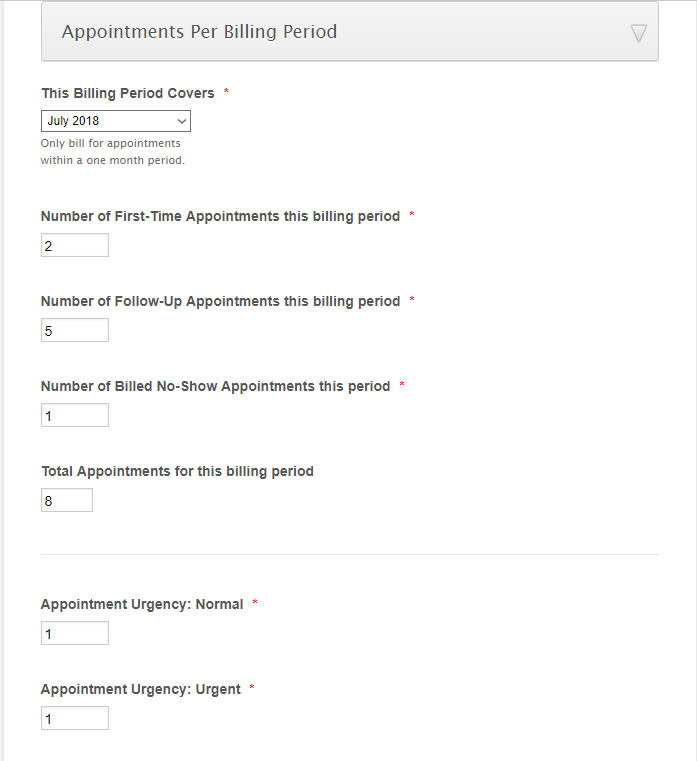 Appointments Per Billing Period
This Billing Period Covers *
July 2018
Only bill for appointments
within a one month period.
Number of First-Time Appointments this billing period *
2
Number of Follow-Up Appointments this billing period *
5
Number of Billed No-Show Appointments this period *
1
Total Appointments for this billing period
8
Appointment Urgency: Normal *
1
Appointment Urgency: Urgent *
1